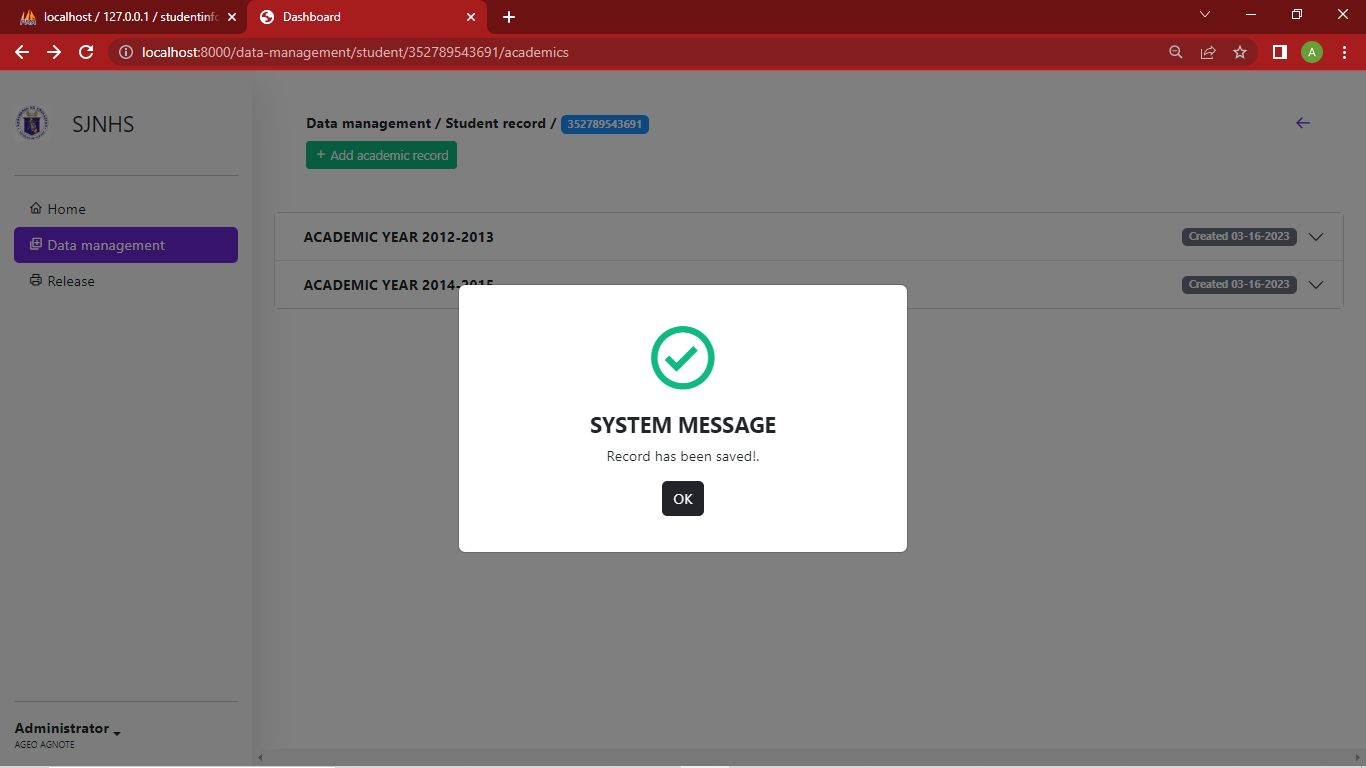 localhost / 127.0.0.1 / studentinfo
Dashboard
localhost:8000/data-management/student/352789543691/academics
A
SJNHS
Data management / Student record / 352789543691
+ Add academic record
Home
Data management
Release
ACADEMIC YEAR 2012-2013
Created 03-16-2023
ACADEMIC YEAR 2014-2015
Created 03-16-2023
SYSTEM MESSAGE
Record has been saved!.
OK
Administrator
AGEO AGNOTE